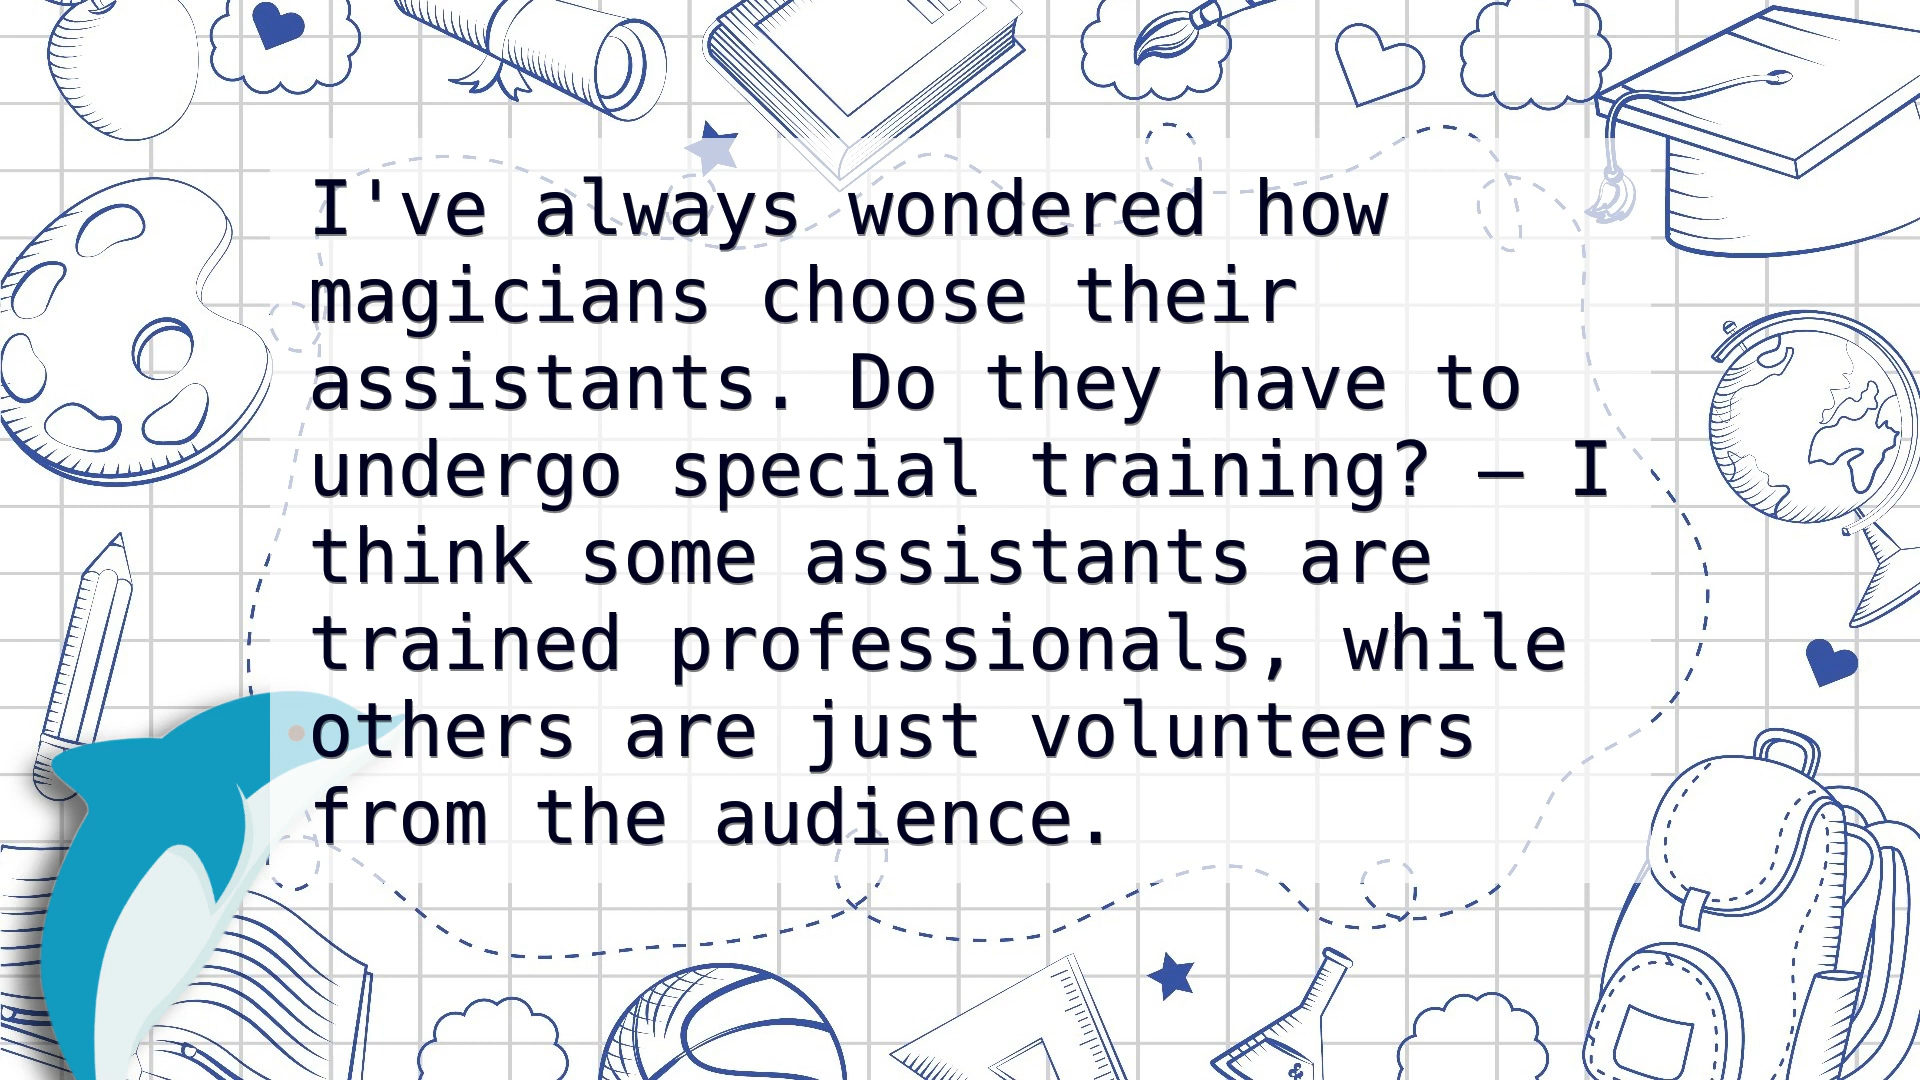 I've always wondered how
magicians choose their
assistants. Do they have to
undergo special training? – I
think some assistants are
trained professionals, while
others are just volunteers
from the audience.